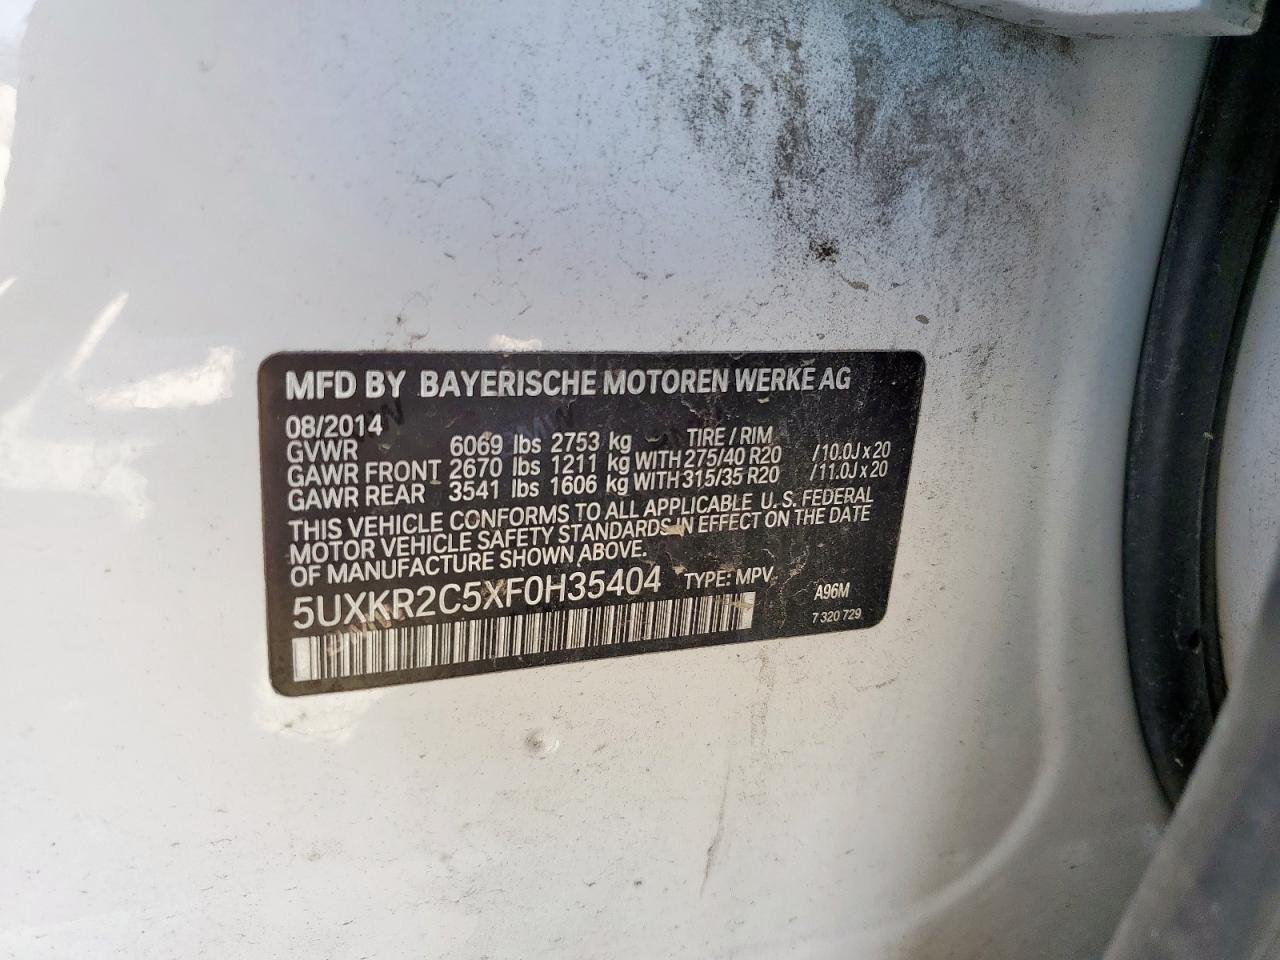 MFD BY BAYERISCHE MOTOREN WERKE AG
08/2014
GVWR 6069 lbs 2753 kg TIRE / RIM
GAWR FRONT 2670 lbs 1211 kg WITH 275/40 R20 /10.0J x 20
GAWR REAR 3541 lbs 1606 kg WITH 315/35 R20 /11.0J x 20
THIS VEHICLE CONFORMS TO ALL APPLICABLE U.S. FEDERAL
MOTOR VEHICLE SAFETY STANDARDS IN EFFECT ON THE DATE
OF MANUFACTURE SHOWN ABOVE.
5UXKR2C5XF0H35404 TYPE: MPV A96M
7 320 729